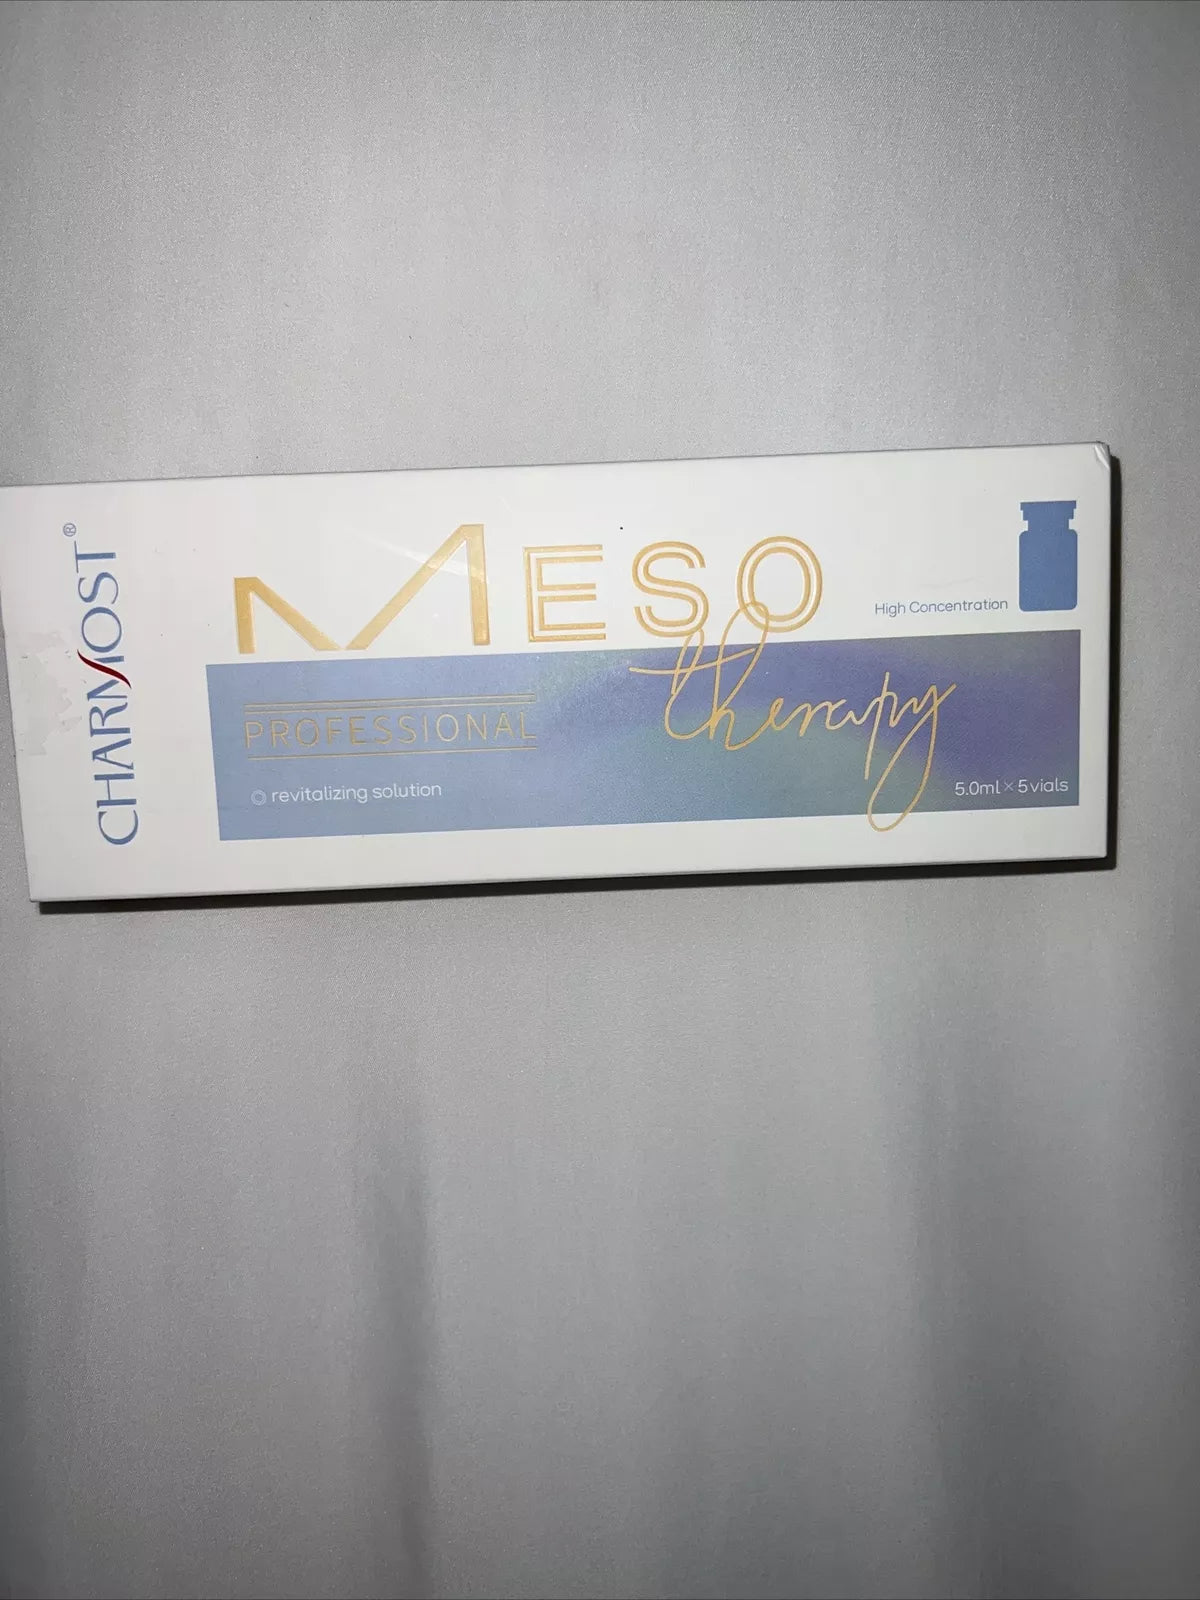 CHARMOST®
MESO
therapy
High Concentration
PROFESSIONAL
revitalizing solution
5.0ml×5vials